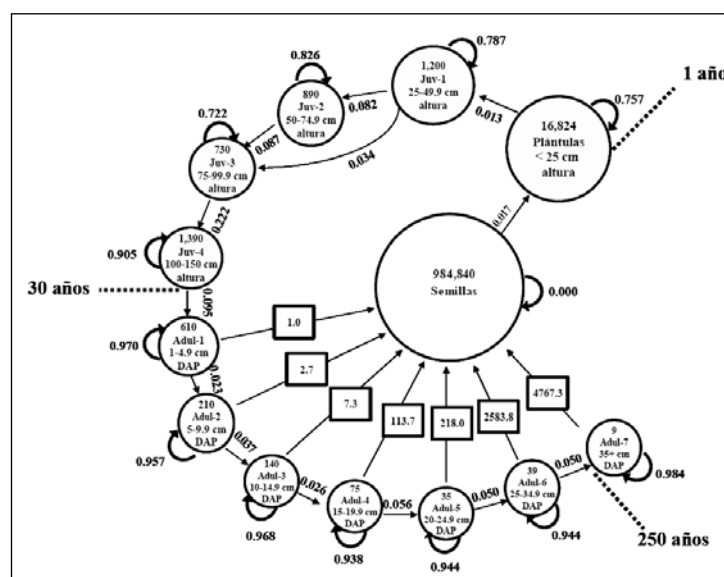 0.826
0.787
1 año
890
Juv-2
50-74.9 cm
altura
1,200
Juv-1
25-49.9 cm
altura
0.757
0.722
0.082
0.013
16,824
Plántulas
< 25 cm
altura
730
Juv-3
75-99.9 cm
altura
0.087
0.034
0.222
0.017
0.905
1,390
Juv-4
100-150 cm
altura
984,840
Semillas
0.000
30 años
0.095
0.970
610
Adul-1
1-4.9 cm
DAP
1.0
0.023
2.7
7.3
113.7
218.0
2583.8
4767.3
210
Adul-2
5-9.9 cm
DAP
0.957
0.037
140
Adul-3
10-14.9 cm
DAP
0.968
0.026
75
Adul-4
15-19.9 cm
DAP
0.938
0.056
35
Adul-5
20-24.9 cm
DAP
0.944
0.050
39
Adul-6
25-34.9 cm
DAP
0.944
0.050
9
Adul-7
35+ cm
DAP
0.984
250 años